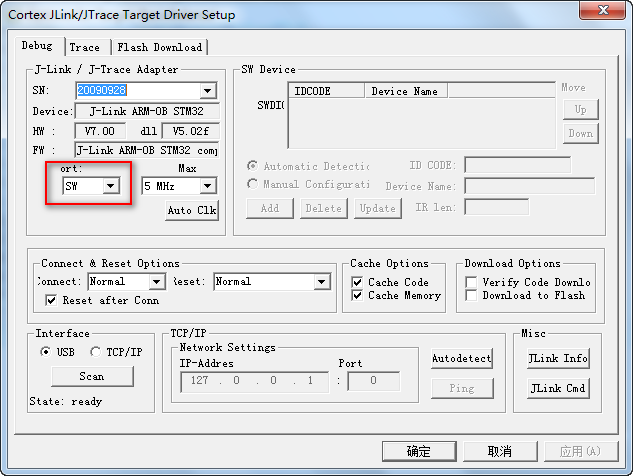 Cortex JLink/JTrace Target Driver Setup
Debug Trace Flash Download
J-Link / J-Trace Adapter
SN: 20090928
Device: J-Link ARM-OB STM32
HW : V7.00 dll V5.02f
FW : J-Link ARM-OB STM32 comp
ort: Max
SW 5 MHz
Auto Clk
SW Device
IDCODE Device Name Move
SWDI
Up
Down
Automatic Detectic ID CODE:
Manual Configurati Device Name:
Add Delete Update IR len:
Connect & Reset Options
Connect: Normal Reset: Normal
Reset after Conn
Cache Options
Cache Code
Cache Memory
Download Options
Verify Code Downlo
Download to Flash
Interface
USB TCP/IP
Scan
State: ready
TCP/IP
Network Settings
IP-Addres Port
127 . 0 . 0 . 1 : 0
Autodetect
Ping
Misc
JLink Info
JLink Cmd
确定 取消 应用(A)